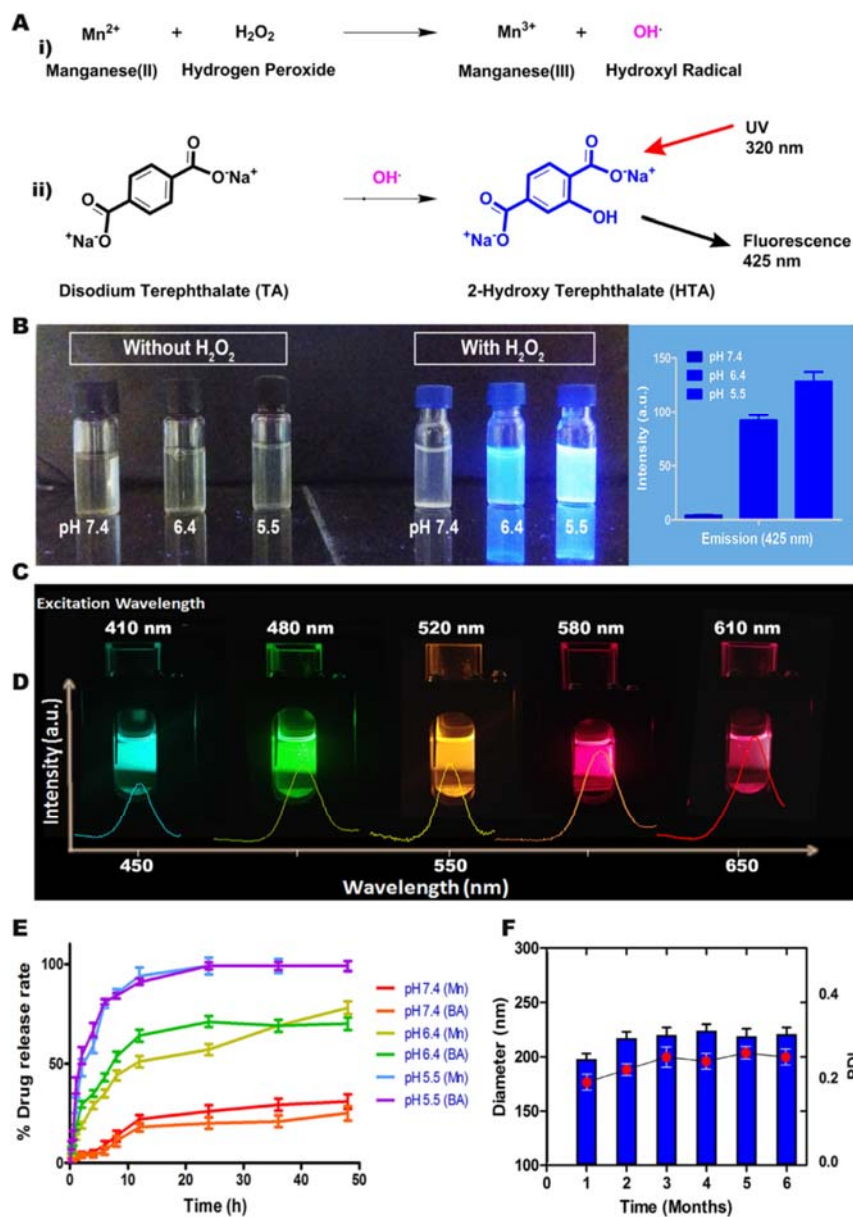 A
i)
Mn2+ + H2O2 Mn3+ + OH·
Manganese(II) Hydrogen Peroxide Manganese(III) Hydroxyl Radical
UV
320 nm
ii)
O
O-Na+
O
+Na-O
OH·
O
O-Na+
OH
O
+Na-O
Fluorescence
425 nm
Disodium Terephthalate (TA) 2-Hydroxy Terephthalate (HTA)
B
Without H2O2
With H2O2
pH 7.4 6.4 5.5
pH 7.4 6.4 5.5
pH 7.4
pH 6.4
pH 5.5
150
100
50
0
Intensity (a.u.)
Emission (425 nm)
C
Excitation Wavelength
410 nm 480 nm 520 nm 580 nm 610 nm
D
Intensity (a.u.)
450 550 650
Wavelength (nm)
E
100
50
0
% Drug release rate
0 10 20 30 40 50
Time (h)
pH 7.4 (Mn)
pH 7.4 (BA)
pH 6.4 (Mn)
pH 6.4 (BA)
pH 5.5 (Mn)
pH 5.5 (BA)
F
300
250
200
150
100
Diameter (nm)
0.4
0.2
0.0
PDI
0 1 2 3 4 5 6
Time (Months)